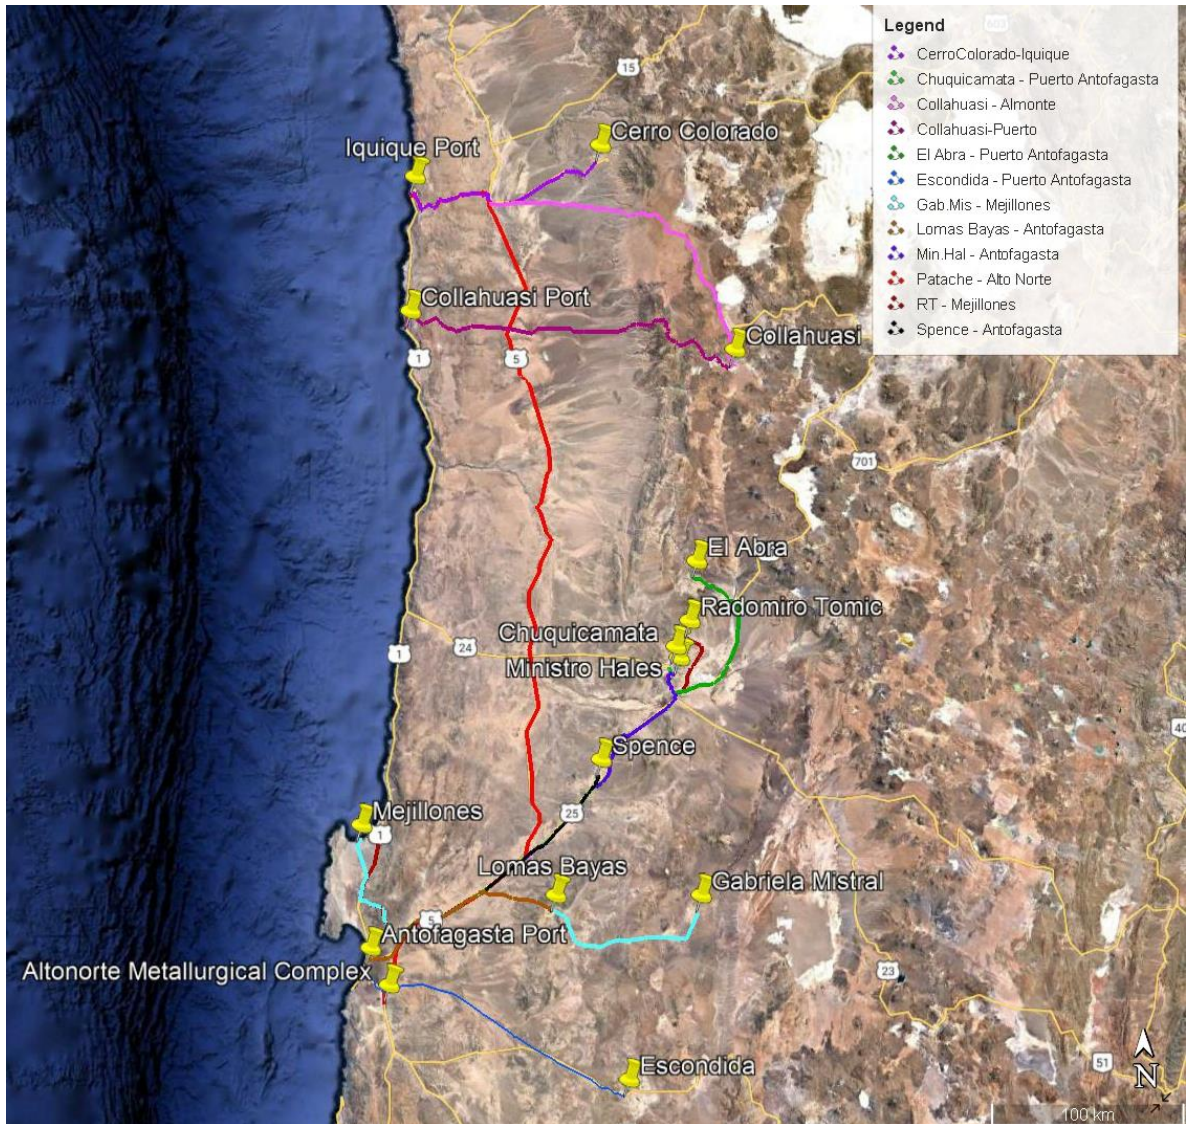 Legend
CerroColorado-Iquique
Chuquicamata - Puerto Antofagasta
Collahuasi - Almonte
Collahuasi-Puerto
El Abra - Puerto Antofagasta
Escondida - Puerto Antofagasta
Gab.Mis - Mejillones
Lomas Bayas - Antofagasta
Min.Hal - Antofagasta
Patache - Alto Norte
RT - Mejillones
Spence - Antofagasta
15
Cerro Colorado
Iquique Port
Collahuasi Port
Collahuasi
1
5
701
El Abra
Radomiro Tomic
Chuquicamata
24
1
Ministro Hales
40
Spence
Mejillones
25
1
Lomas Bayas
Gabriela Mistral
5
Antofagasta Port
Altonorte Metallurgical Complex
23
Escondida
51
N
100 km